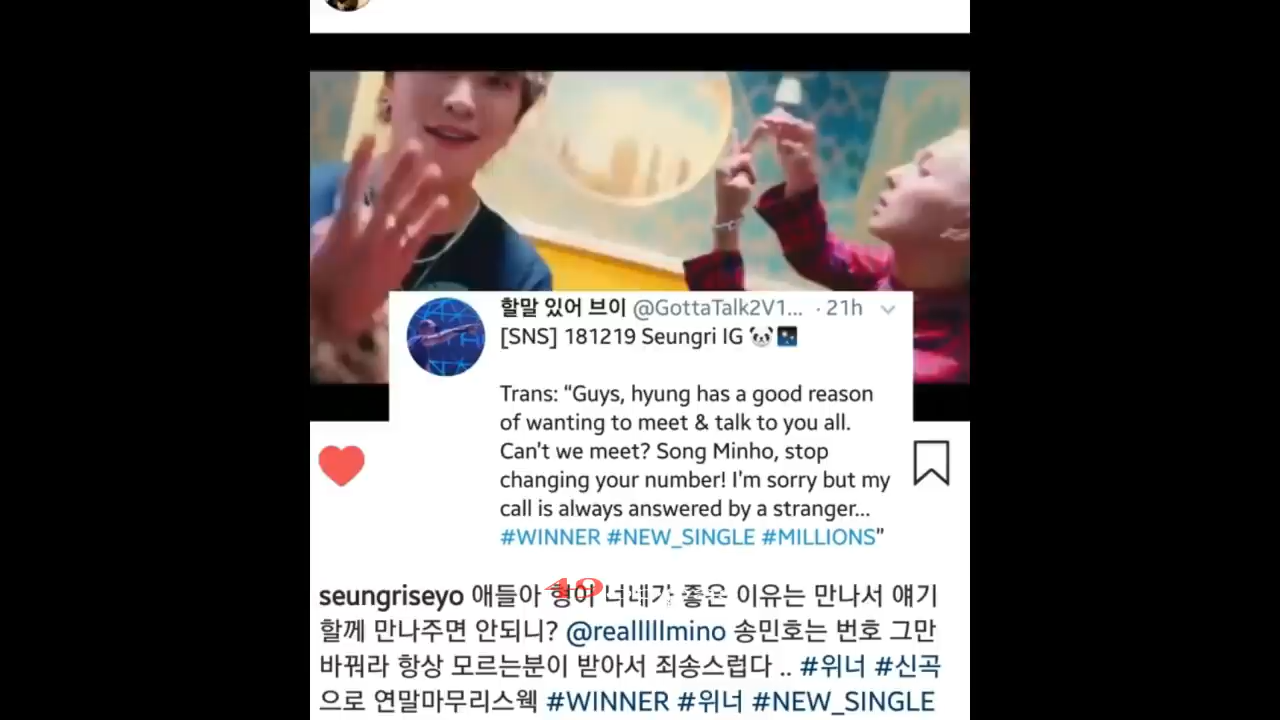 할말 있어 브이 @GottaTalk2V1... · 21h
[SNS] 181219 Seungri IG 🐼🌃
Trans: “Guys, hyung has a good reason
of wanting to meet & talk to you all.
Can't we meet? Song Minho, stop
changing your number! I'm sorry but my
call is always answered by a stranger...
#WINNER #NEW_SINGLE #MILLIONS”
seungriseyo 애들아 형이 너네가 좋은 이유는 만나서 얘기
할께 만나주면 안되니? @realllllmino 송민호는 번호 그만
바꿔라 항상 모르는분이 받아서 죄송스럽다 .. #위너 #신곡
으로 연말마무리스웩 #WINNER #위너 #NEW_SINGLE